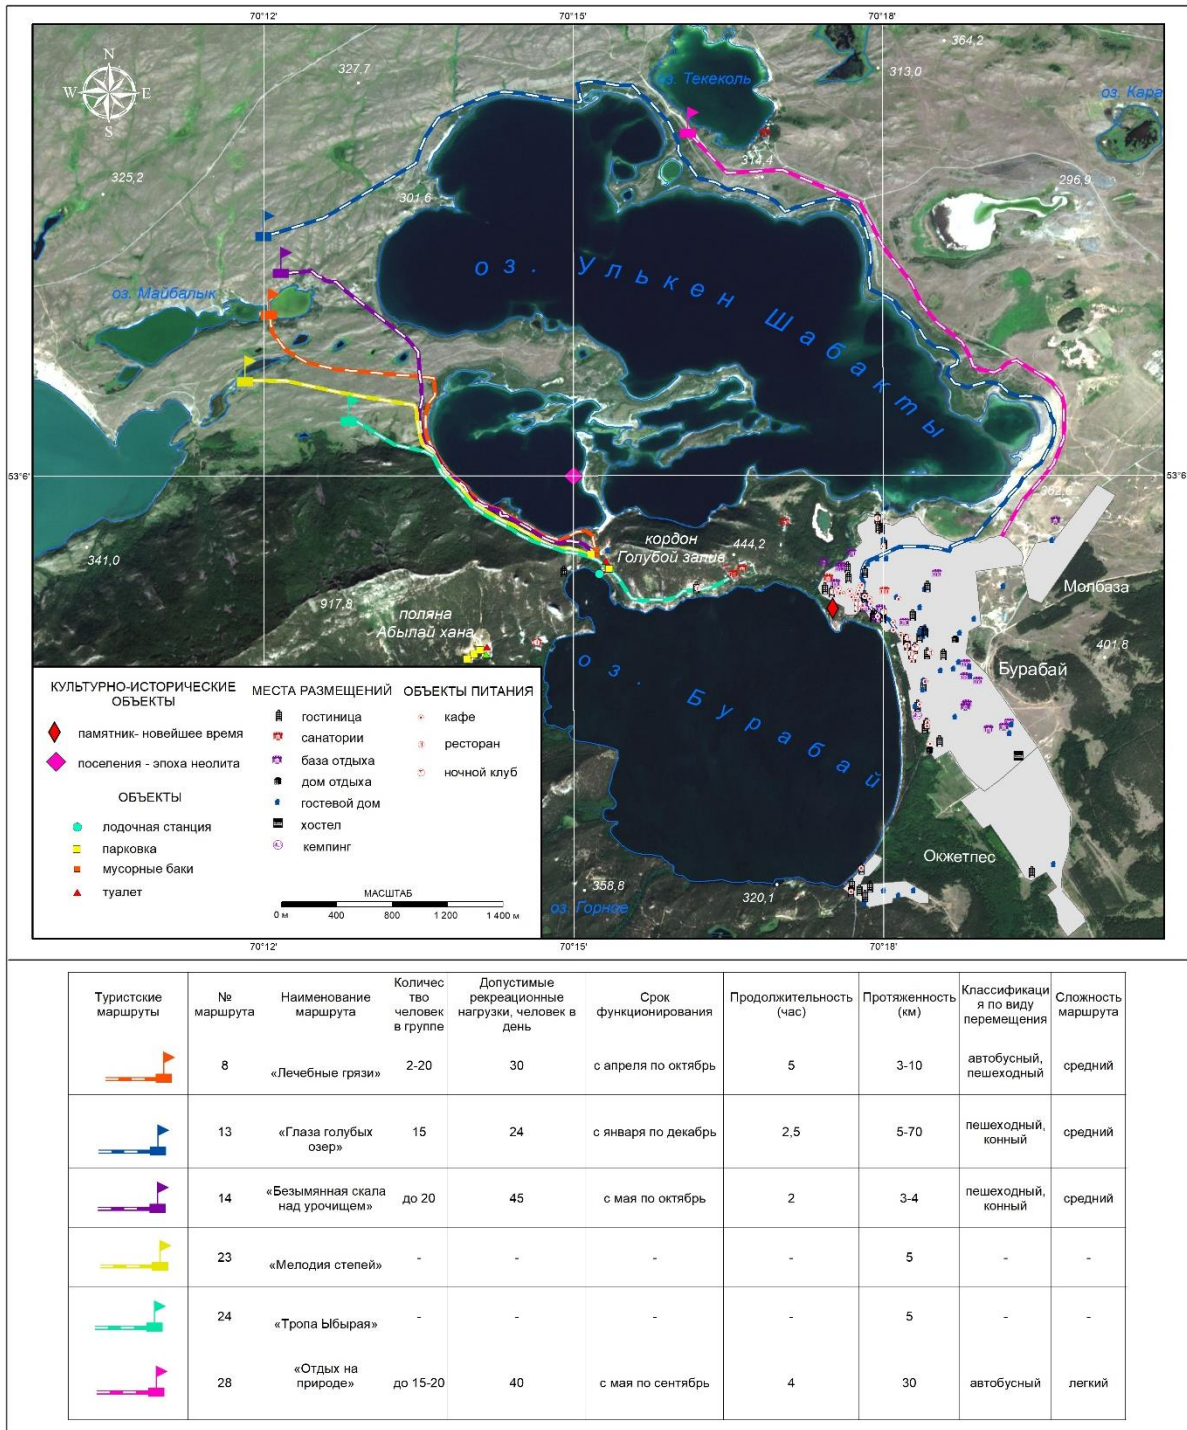 70°12'
70°15'
70°18'
N
W
E
S
327,7
оз. Текеколь
364,2
313,0
оз. Кара
325,2
301,6
314,4
296,9
оз. Улькен Шабакты
оз. Майбалык
53°6'
53°6'
362,5
кордон
Голубой залив
444,2
341,0
917,8
поляна
Абылай хана
Молбаза
401,8
Бурабай
оз. Бурабай
Окжетпес
358,8
320,1
оз. Горное
КУЛЬТУРНО-ИСТОРИЧЕСКИЕ
ОБЪЕКТЫ
памятник- новейшее время
поселения - эпоха неолита
ОБЪЕКТЫ
лодочная станция
парковка
мусорные баки
туалет
МЕСТА РАЗМЕЩЕНИЙ
гостиница
санатории
база отдыха
дом отдыха
гостевой дом
хостел
кемпинг
ОБЪЕКТЫ ПИТАНИЯ
кафе
ресторан
ночной клуб
МАСШТАБ
0 м 400 800 1 200 1 400 м
70°12'
70°15'
70°18'
Туристские
маршруты
№
маршрута
Наименование
маршрута
Количес
тво
человек
в группе
Допустимые
рекреационные
нагрузки, человек в
день
Срок
функционирования
Продолжительность
(час)
Протяженность
(км)
Классификаци
я по виду
перемещения
Сложность
маршрута
8
«Лечебные грязи»
2-20
30
с апреля по октябрь
5
3-10
автобусный,
пешеходный
средний
13
«Глаза голубых
озер»
15
24
с января по декабрь
2,5
5-70
пешеходный,
конный
средний
14
«Безымянная скала
над урочищем»
до 20
45
с мая по октябрь
2
3-4
пешеходный,
конный
средний
23
«Мелодия степей»
-
-
-
-
5
-
-
24
«Тропа Ыбырая»
-
-
-
-
5
-
-
28
«Отдых на
природе»
до 15-20
40
с мая по сентябрь
4
30
автобусный
легкий